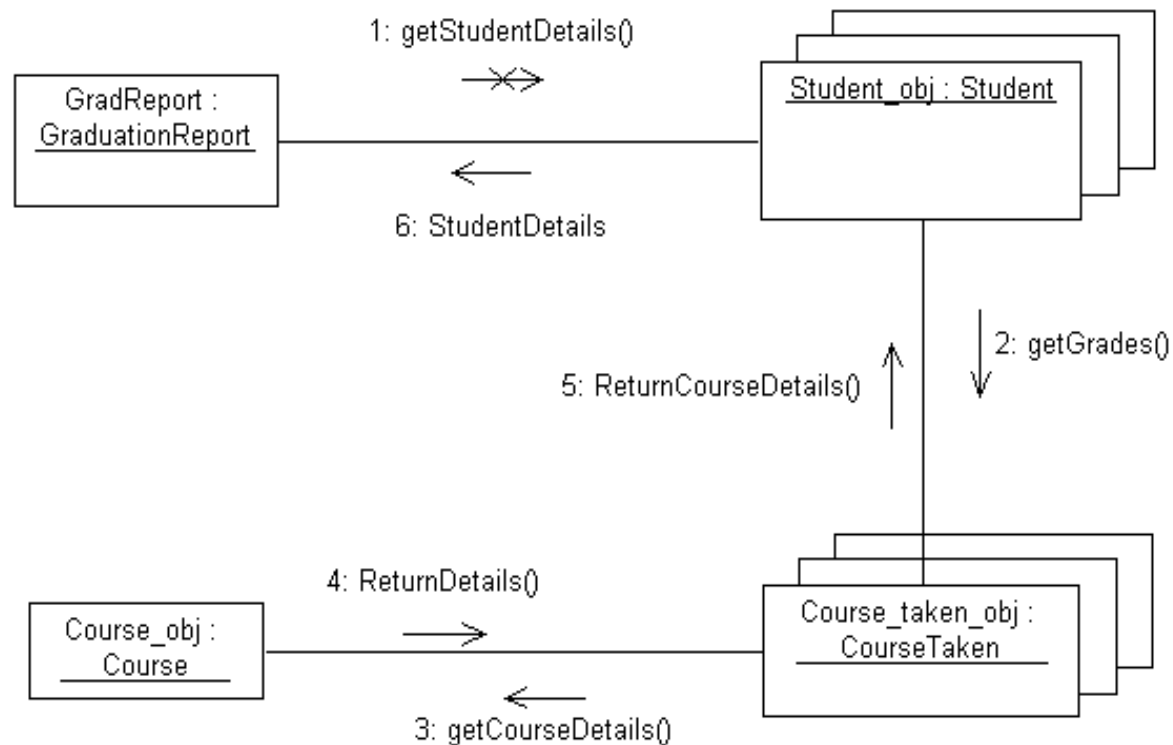 1: getStudentDetails()
GradReport :
GraduationReport
Student_obj : Student
6: StudentDetails
2: getGrades()
5: ReturnCourseDetails()
4: ReturnDetails()
Course_obj :
Course
Course_taken_obj :
CourseTaken
3: getCourseDetails()